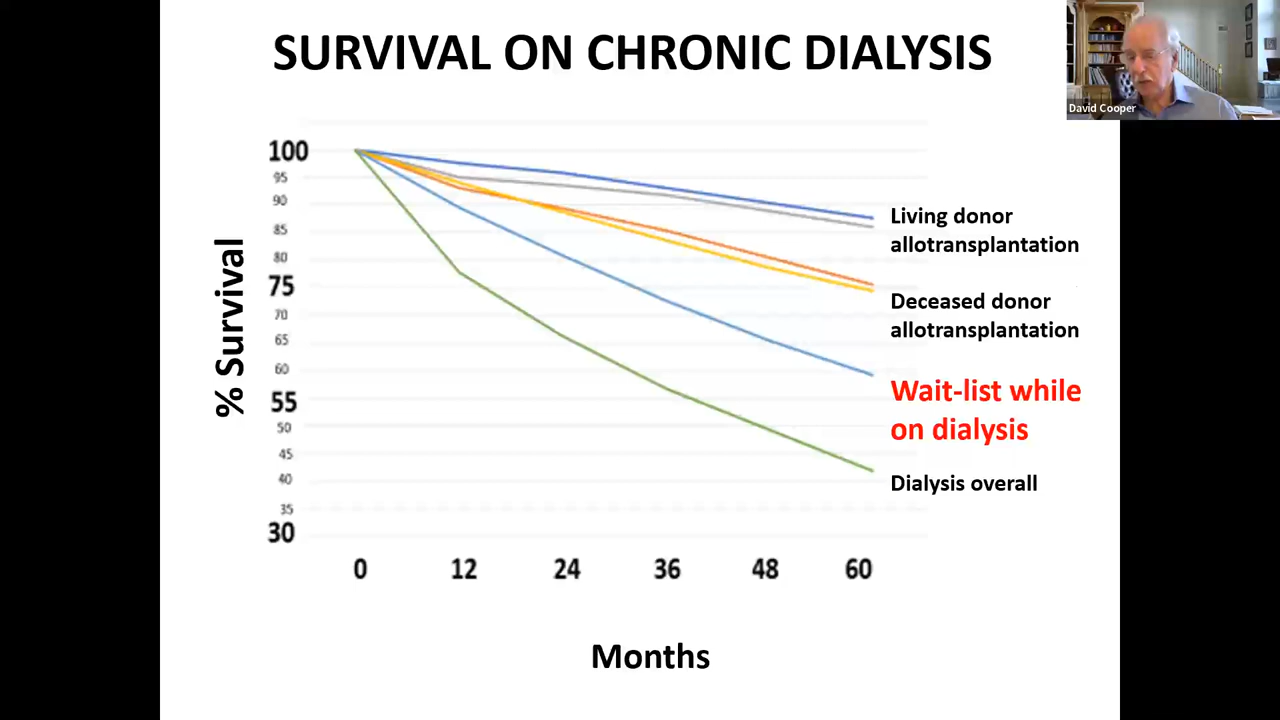 SURVIVAL ON CHRONIC DIALYSIS
David Cooper
% Survival
100
95
90
85
80
75
70
65
60
55
50
45
40
35
30
Living donor
allotransplantation
Deceased donor
allotransplantation
Wait-list while
on dialysis
Dialysis overall
0 12 24 36 48 60
Months